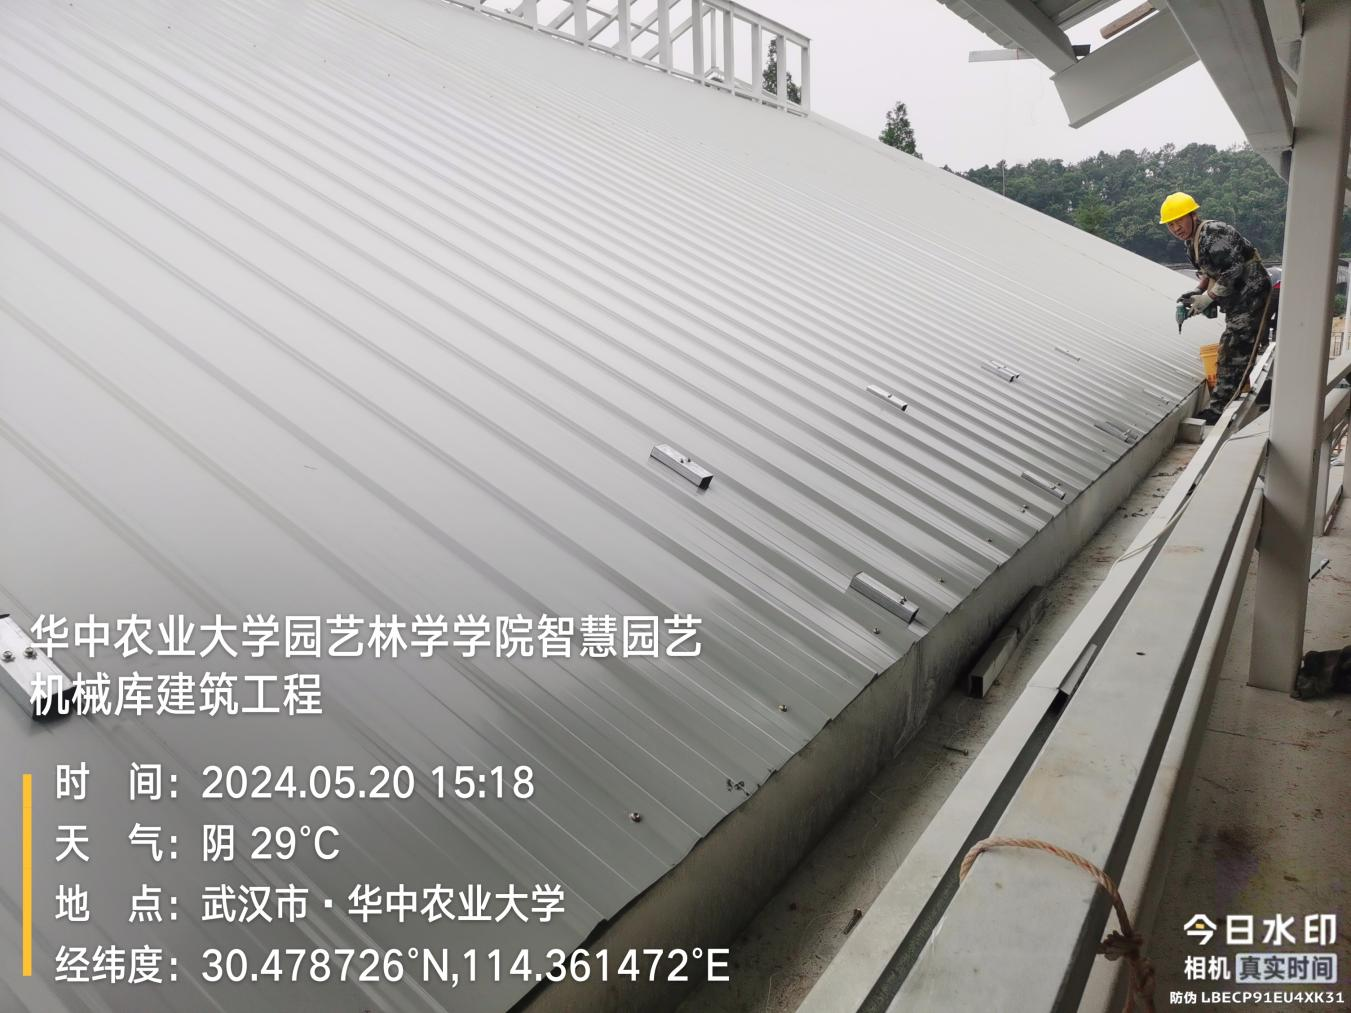 华中农业大学园艺林学学院智慧园艺
机械库建筑工程
时 间：2024.05.20 15:18
天 气：阴 29°C
地 点：武汉市·华中农业大学
经纬度：30.478726°N,114.361472°E
今日水印
相机 真实时间
防伪 LBECP91EU4XK31